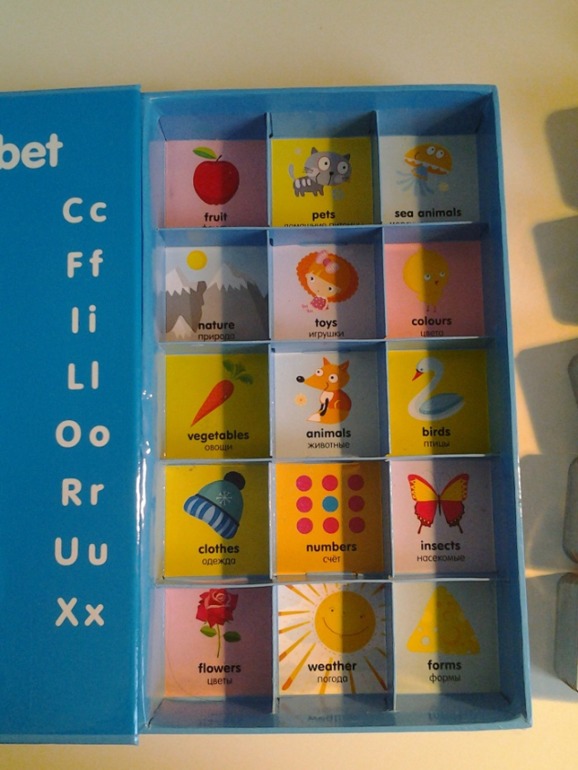 bet
Cc
Ff
Ii
Ll
Oo
Rr
Uu
Xx
fruit
pets
sea animals
nature
природа
toys
игрушки
colours
цвета
vegetables
овощи
animals
животные
birds
птицы
clothes
одежда
numbers
счёт
insects
насекомые
flowers
цветы
weather
погода
forms
формы